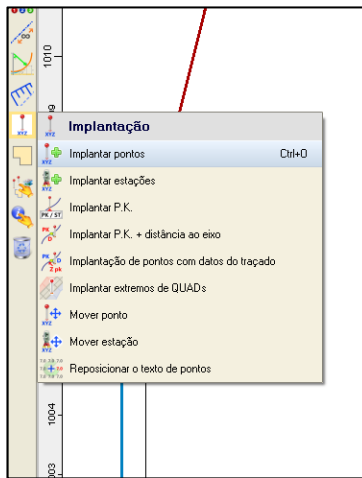 1010
Implantação
Implantar pontos Ctrl+O
Implantar estações
Implantar P.K.
Implantar P.K. + distância ao eixo
Implantação de pontos com datos do traçado
Implantar extremos de QUADs
Mover ponto
Mover estação
Reposicionar o texto de pontos
1004